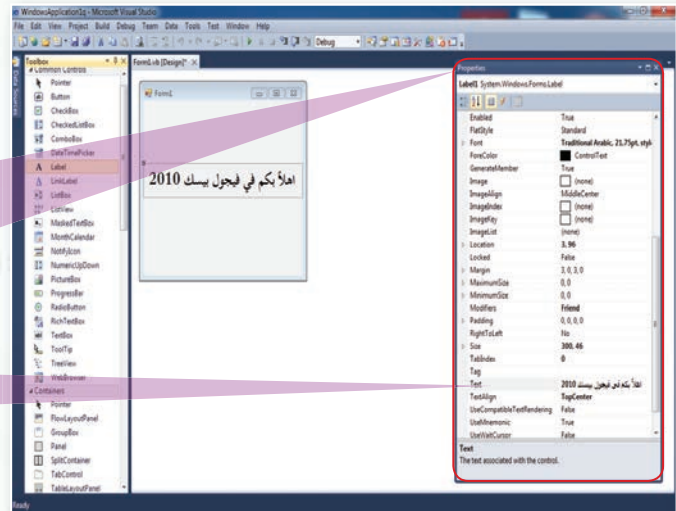 WindowsApplication1q - Microsoft Visual Studio
File Edit View Project Build Debug Team Data Tools Test Window Help
Debug
Data Sources
Toolbox
Common Controls
Pointer
Button
CheckBox
CheckedListBox
ComboBox
DateTimePicker
A Label
A LinkLabel
ListBox
ListView
MaskedTextBox
MonthCalendar
NotifyIcon
NumericUpDown
PictureBox
ProgressBar
RadioButton
RichTextBox
TextBox
ToolTip
TreeView
WebBrowser
Containers
Pointer
FlowLayoutPanel
GroupBox
Panel
SplitContainer
TabControl
TableLayoutPanel
Form1.vb [Design]*
Form1
اهلاً بكم في فيجول بيسك 2010
Properties
Label1 System.Windows.Forms.Label
Enabled True
FlatStyle Standard
Font Traditional Arabic, 21.75pt, styl
ForeColor ControlText
GenerateMember True
Image (none)
ImageAlign MiddleCenter
ImageIndex (none)
ImageKey (none)
ImageList (none)
Location 3, 96
Locked False
Margin 3, 0, 3, 0
MaximumSize 0, 0
MinimumSize 0, 0
Modifiers Friend
Padding 0, 0, 0, 0
RightToLeft No
Size 300, 46
TabIndex 0
Tag
Text اهلاً بكم في فيجول بيسك 2010
TextAlign TopCenter
UseCompatibleTextRendering False
UseMnemonic True
UseWaitCursor False
Text
The text associated with the control.
Ready